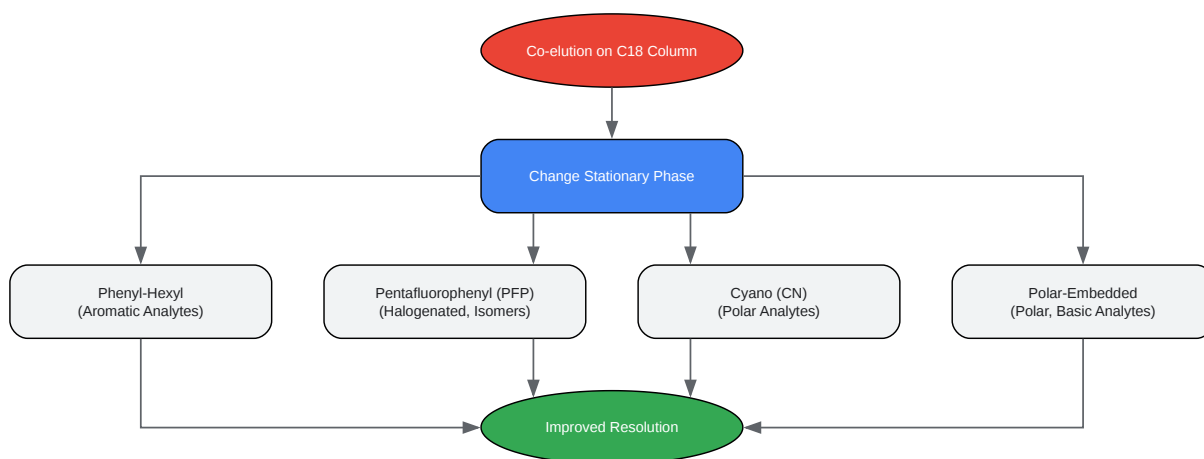 Co-elution on C18 Column
Change Stationary Phase
Phenyl-Hexyl
(Aromatic Analytes)
Pentafluorophenyl (PFP)
(Halogenated, Isomers)
Cyano (CN)
(Polar Analytes)
Polar-Embedded
(Polar, Basic Analytes)
Improved Resolution